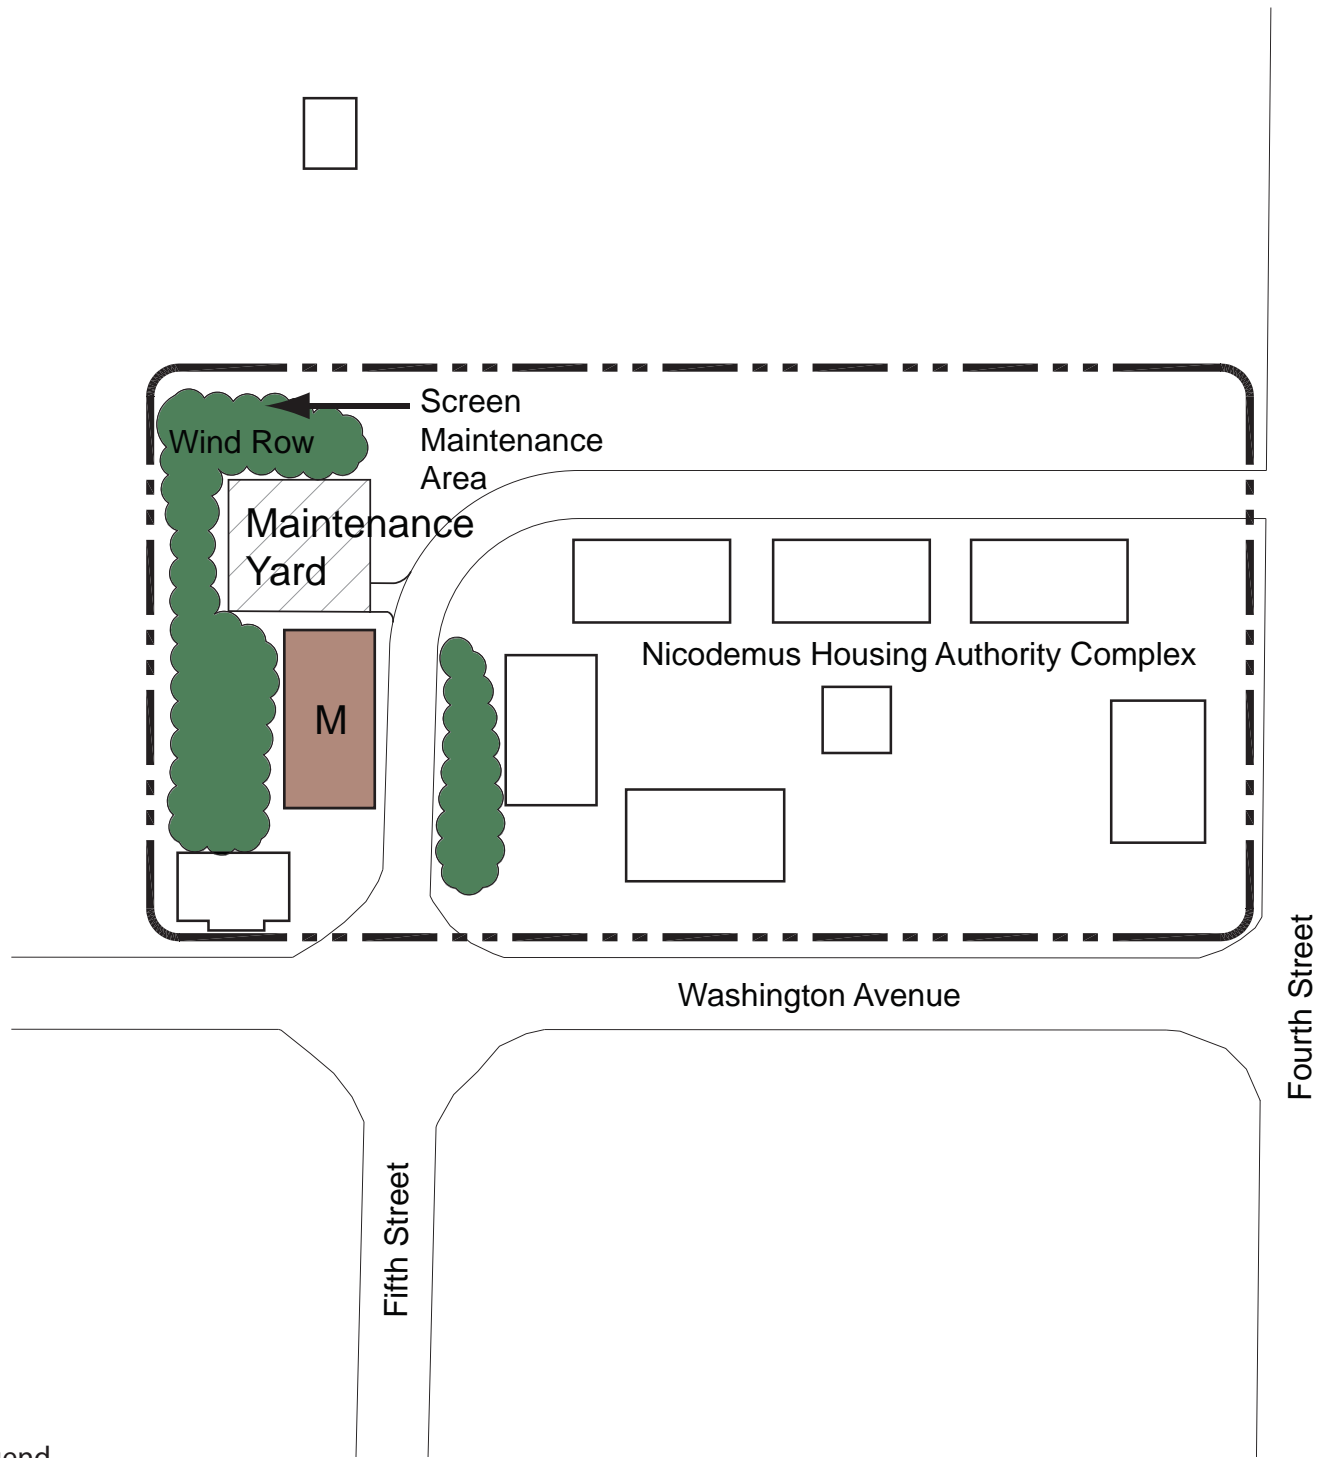 Screen
Maintenance
Area
Wind Row
Maintenance
Yard
Nicodemus Housing Authority Complex
M
Washington Avenue
Fourth Street
Fifth Street